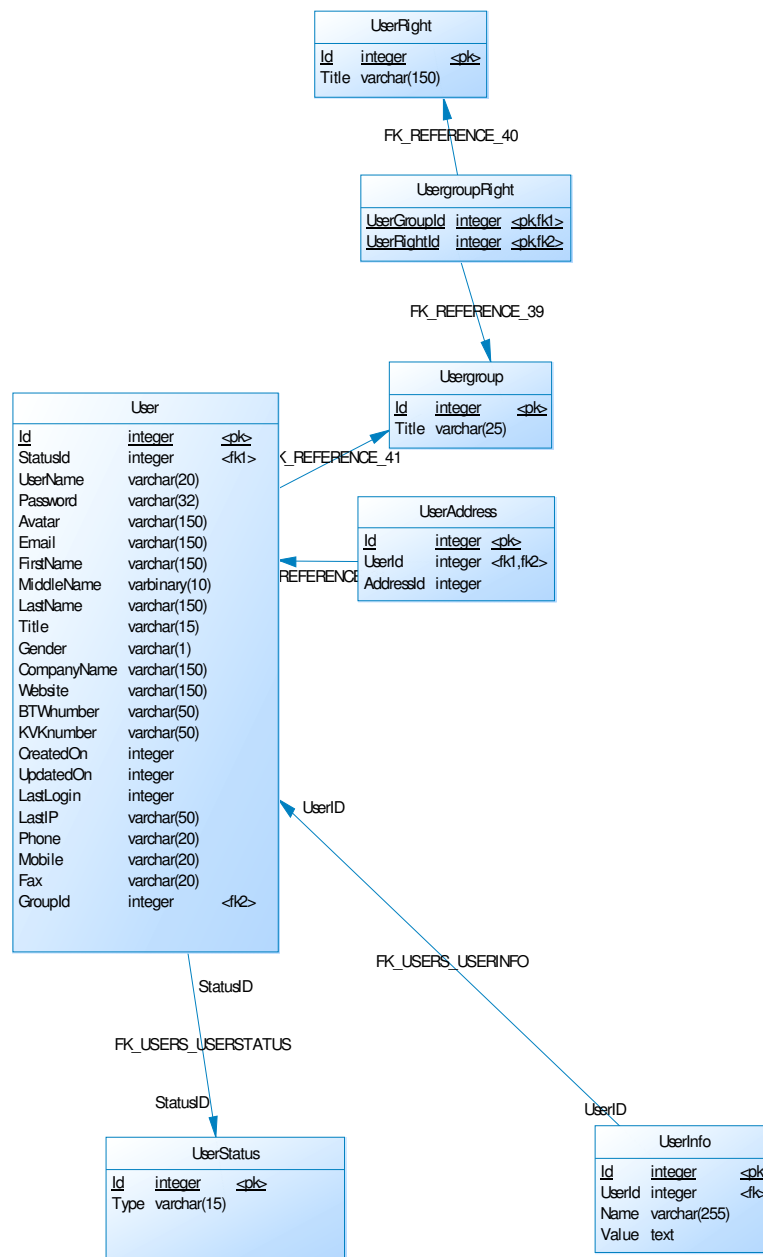 UserRight
Id integer <pk>
Title varchar(150)
FK_REFERENCE_40
UsergroupRight
UserGroupId integer <pk,fk1>
UserRightId integer <pk,fk2>
FK_REFERENCE_39
Usergroup
Id integer <pk>
Title varchar(25)
K_REFERENCE_41
User
Id integer <pk>
StatusId integer <fk1>
UserName varchar(20)
Password varchar(32)
Avatar varchar(150)
Email varchar(150)
FirstName varchar(150)
MiddleName varbinary(10)
LastName varchar(150)
Title varchar(15)
Gender varchar(1)
CompanyName varchar(150)
Website varchar(150)
BTWnumber varchar(50)
KVKnumber varchar(50)
CreatedOn integer
UpdatedOn integer
LastLogin integer
LastIP varchar(50)
Phone varchar(20)
Mobile varchar(20)
Fax varchar(20)
GroupId integer <fk2>
UserAddress
Id integer <pk>
UserId integer <fk1,fk2>
AddressId integer
REFERENCE
UserID
FK_USERS_USERINFO
UserID
StatusID
FK_USERS_USERSTATUS
StatusID
UserStatus
Id integer <pk>
Type varchar(15)
UserInfo
Id integer <pk
UserId integer <fk>
Name varchar(255)
Value text